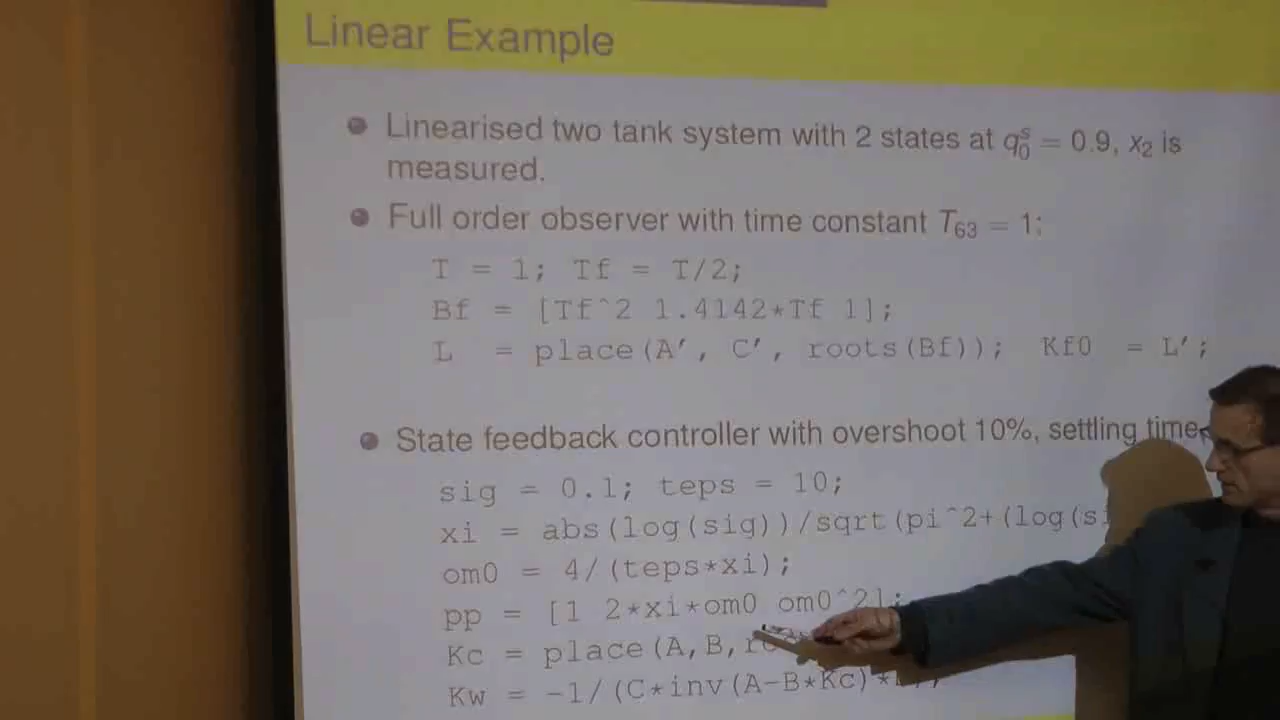 Linear Example
Linearised two tank system with 2 states at q₀ˢ = 0.9, x₂ is
measured.
Full order observer with time constant T₆₃ = 1:
T = 1; Tf = T/2;
Bf = [Tf^2 1.4142*Tf 1];
L = place(A', C', roots(Bf)); Kf0 = L';
State feedback controller with overshoot 10%, settling time
sig = 0.1; teps = 10;
xi = abs(log(sig))/sqrt(pi^2+(log(si
om0 = 4/(teps*xi);
pp = [1 2*xi*om0 om0^2];
Kc = place(A,B,
Kw = -1/(C*inv(A-B*Kc)*